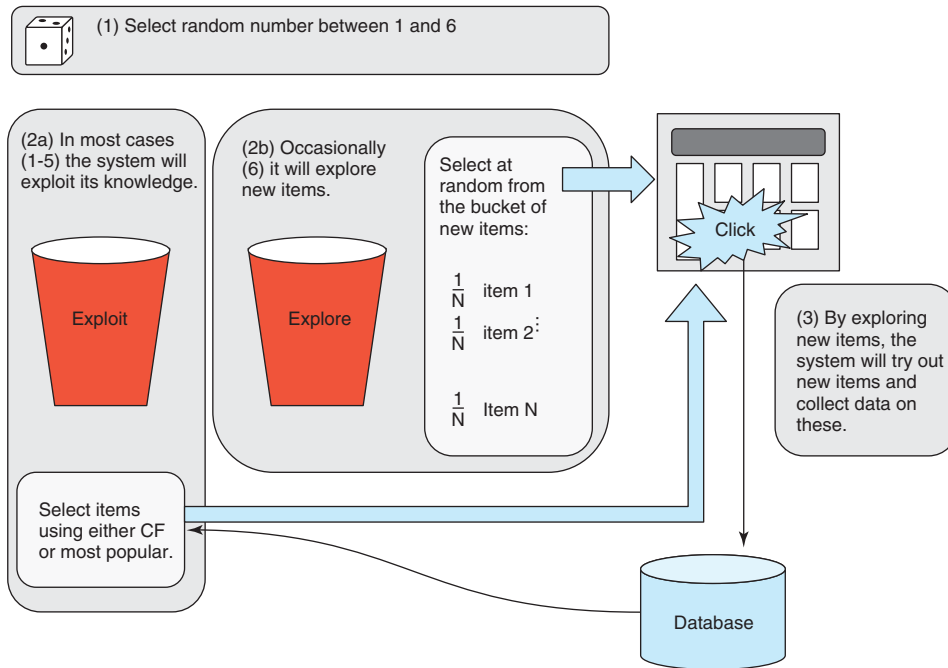 (1) Select random number between 1 and 6
(2a) In most cases
(1-5) the system will
exploit its knowledge.
Exploit
Select items
using either CF
or most popular.
(2b) Occasionally
(6) it will explore
new items.
Explore
Select at
random from
the bucket of
new items:
1/N item 1
1/N item 2⋮
1/N Item N
Click
(3) By exploring
new items, the
system will try out
new items and
collect data on
these.
Database